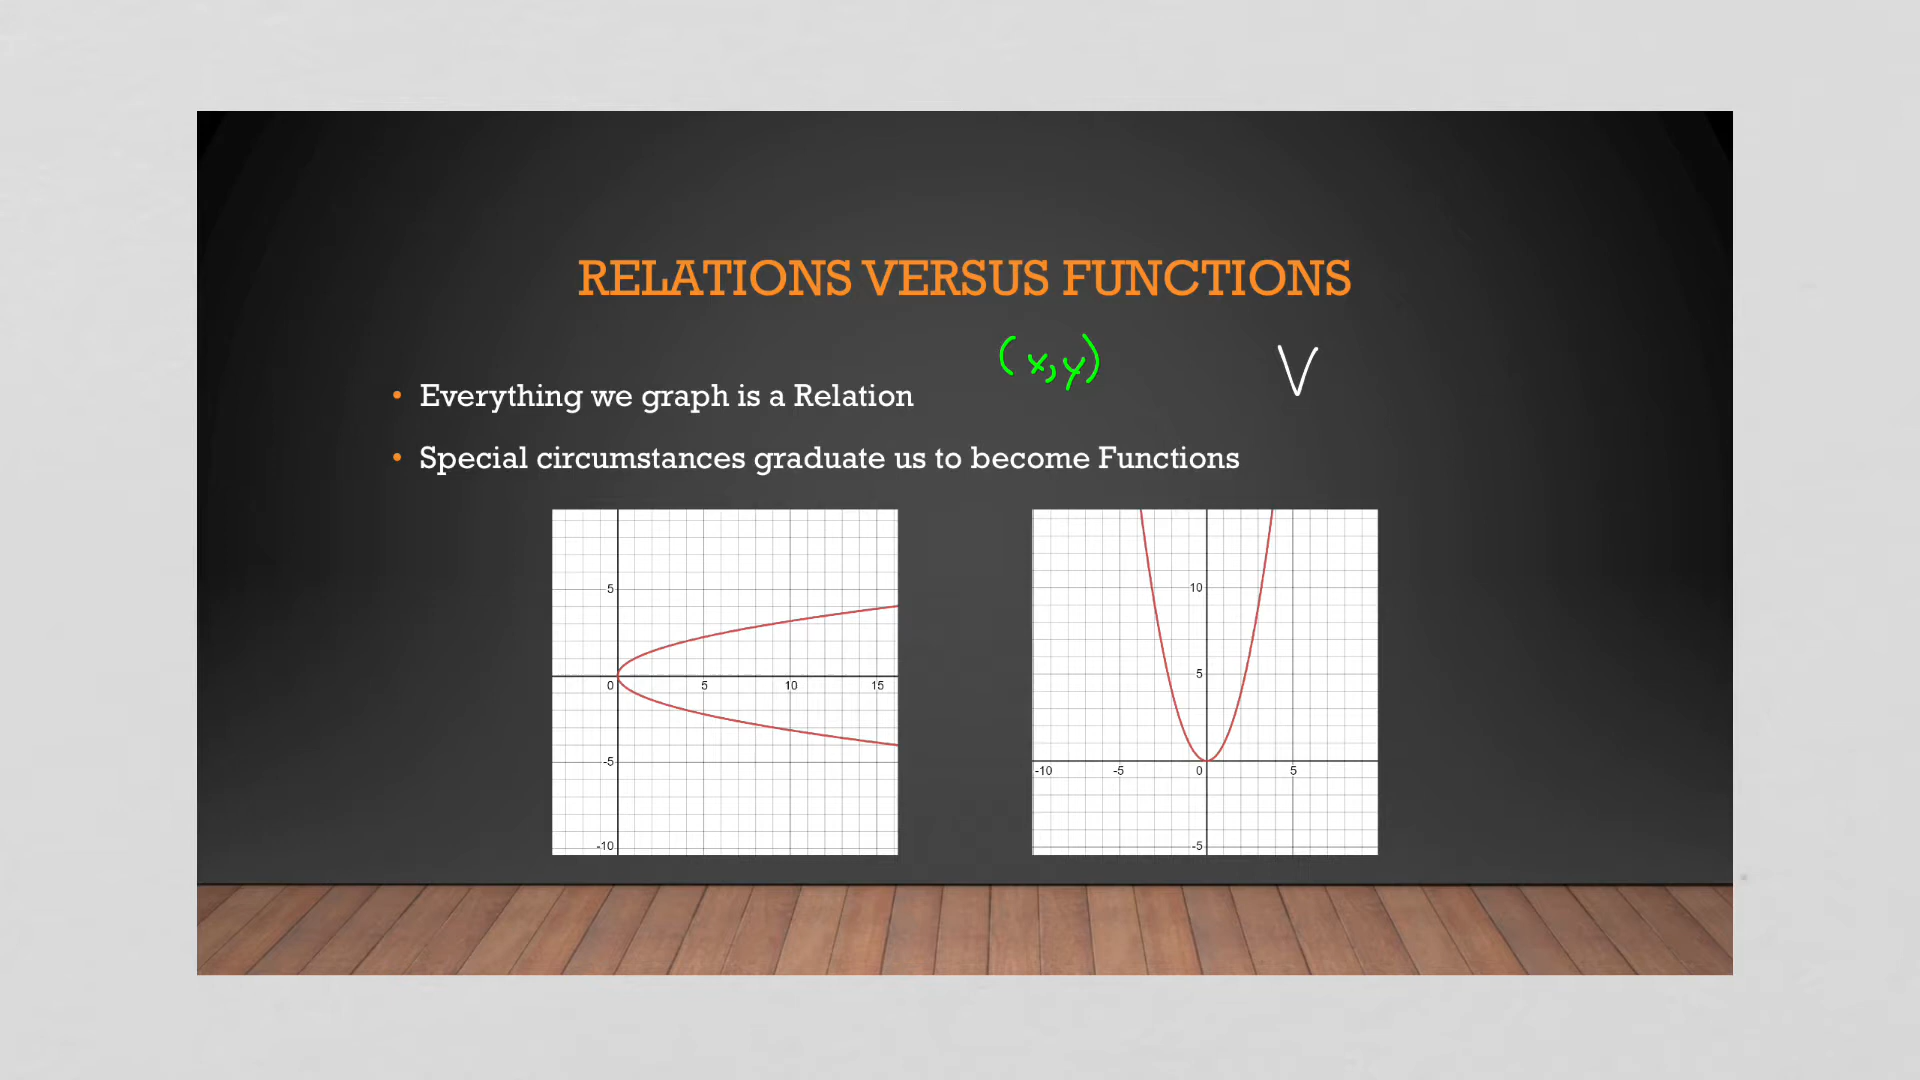 RELATIONS VERSUS FUNCTIONS
(x,y)
V
• Everything we graph is a Relation
• Special circumstances graduate us to become Functions
5
0 5 10 15
-5
-10
10
5
-10 -5 0 5
-5